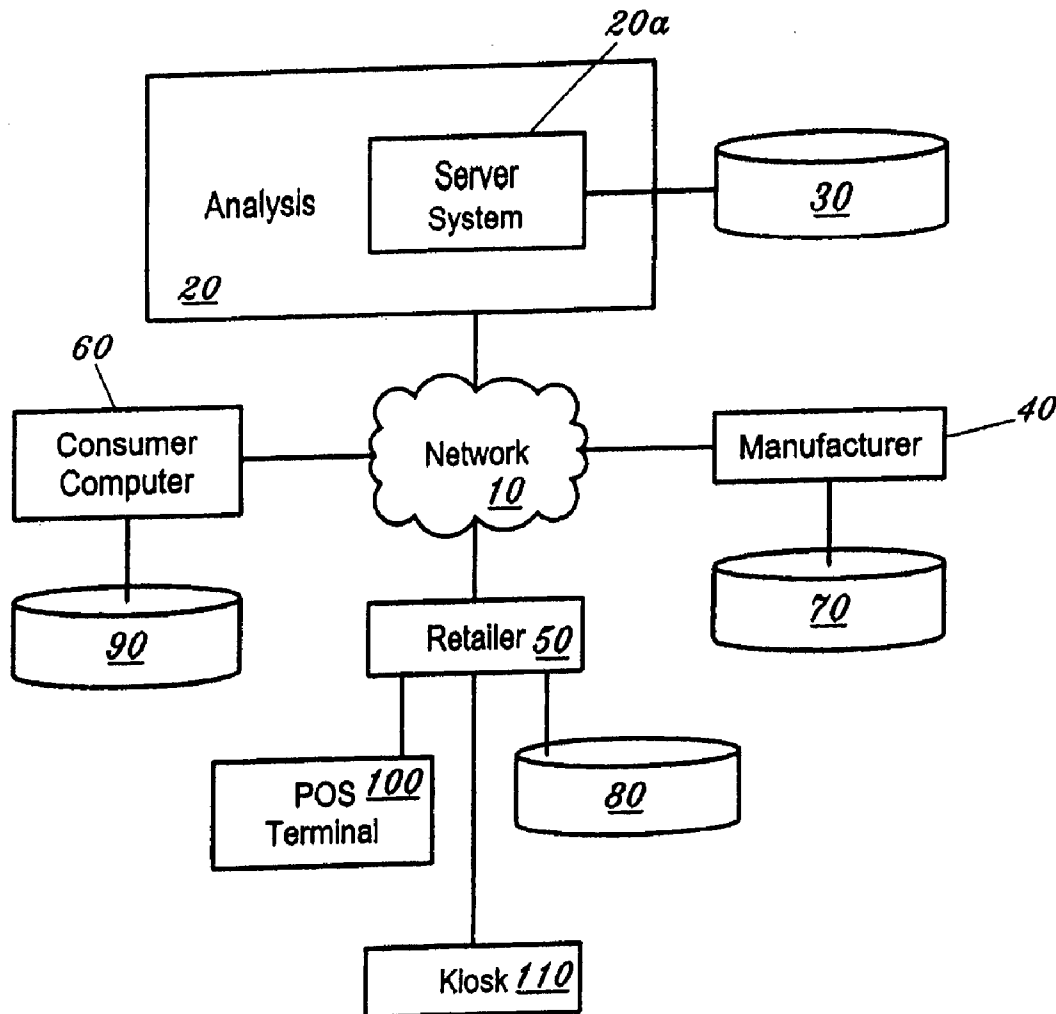 20a
Server
System
Analysis
30
20
60
Consumer
Computer
Network
10
Manufacturer
40
90
Retailer 50
70
POS 100
Terminal
80
Kiosk 110